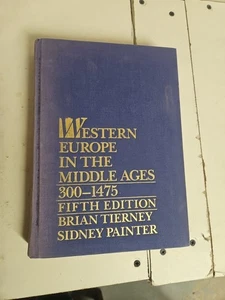 WESTERN
EUROPE
IN THE
MIDDLE AGES
300–1475
FIFTH EDITION
BRIAN TIERNEY
SIDNEY PAINTER